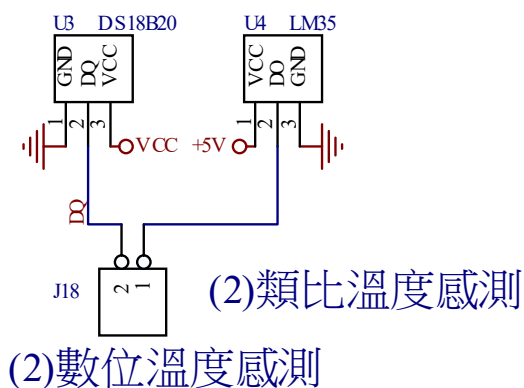 U3 DS18B20
U4 LM35
GND DQ VCC
VCC DO GND
1 2 3
1 2 3
VCC
+5V
DQ
J18
2 1
(2)類比溫度感測
(2)數位溫度感測